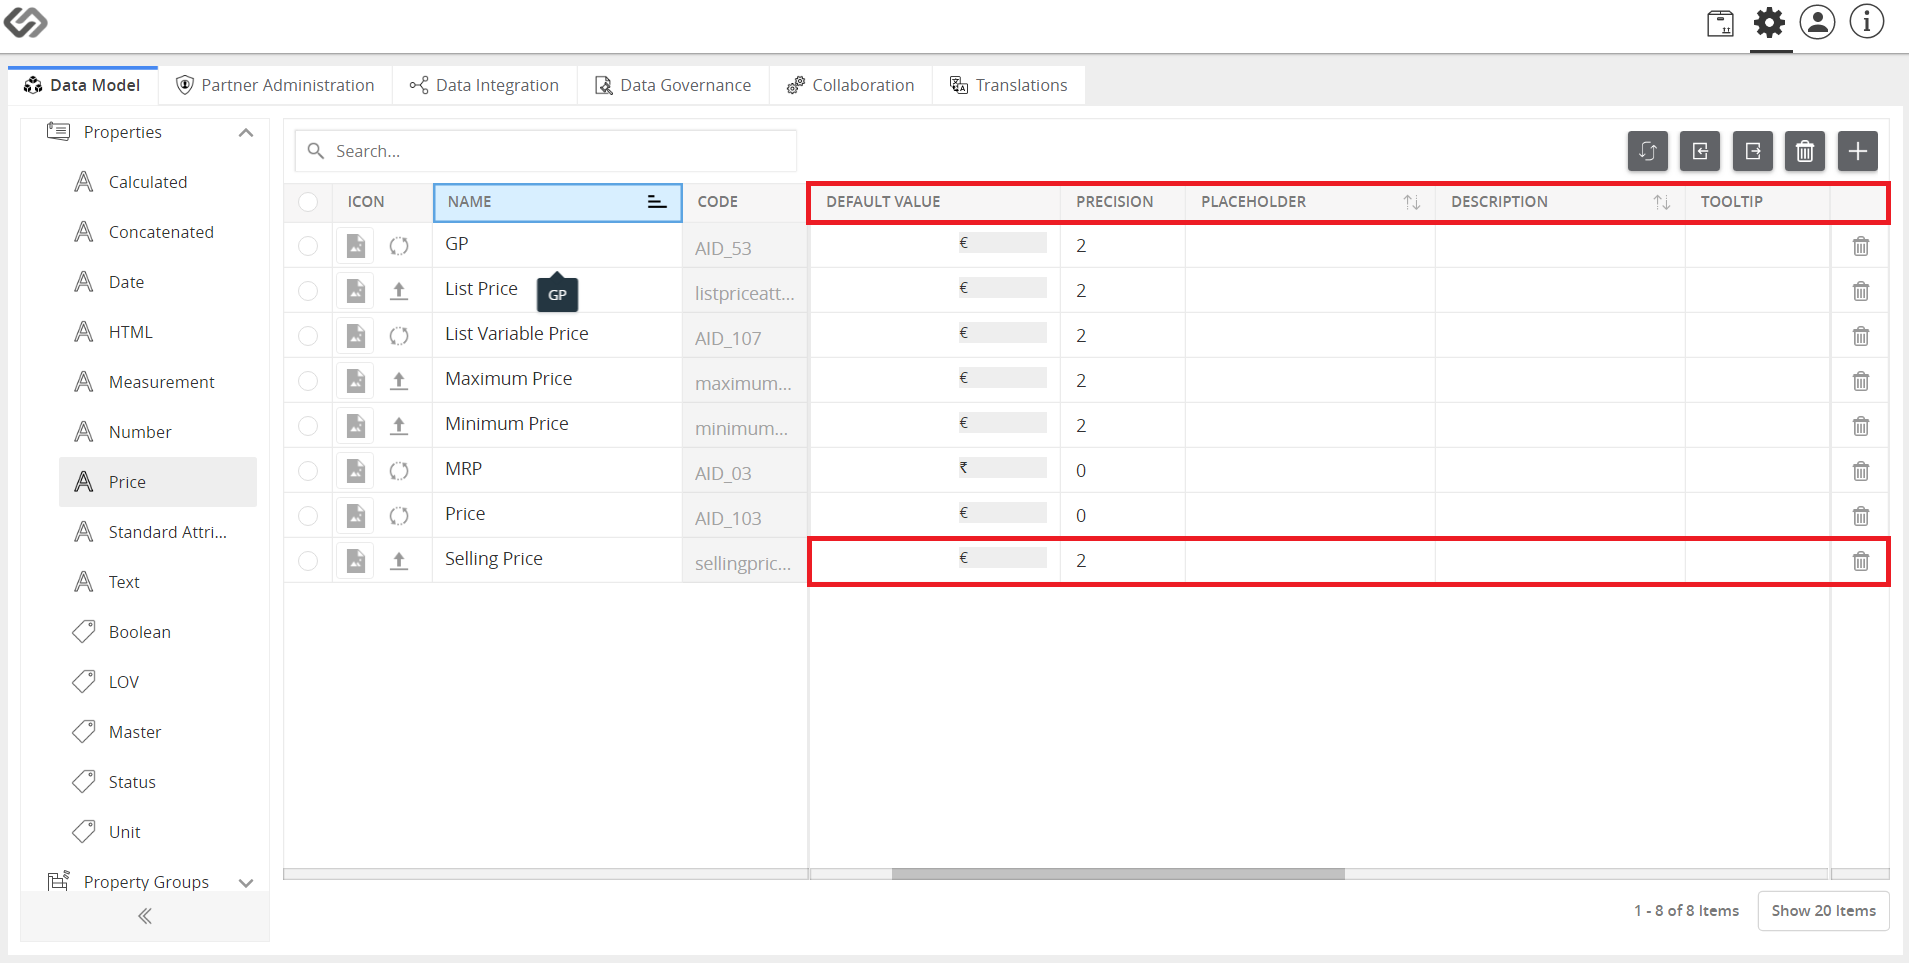 Data Model Partner Administration Data Integration Data Governance Collaboration Translations
Properties
Calculated
Concatenated
Date
HTML
Measurement
Number
Price
Standard Attri...
Text
Boolean
LOV
Master
Status
Unit
Property Groups
Search...
ICON NAME CODE DEFAULT VALUE PRECISION PLACEHOLDER DESCRIPTION TOOLTIP
GP AID_53 € 2
List Price listpriceatt... € 2
GP
List Variable Price AID_107 € 2
Maximum Price maximum... € 2
Minimum Price minimum... € 2
MRP AID_03 ₹ 0
Price AID_103 € 0
Selling Price sellingpric... € 2
1 - 8 of 8 Items Show 20 Items